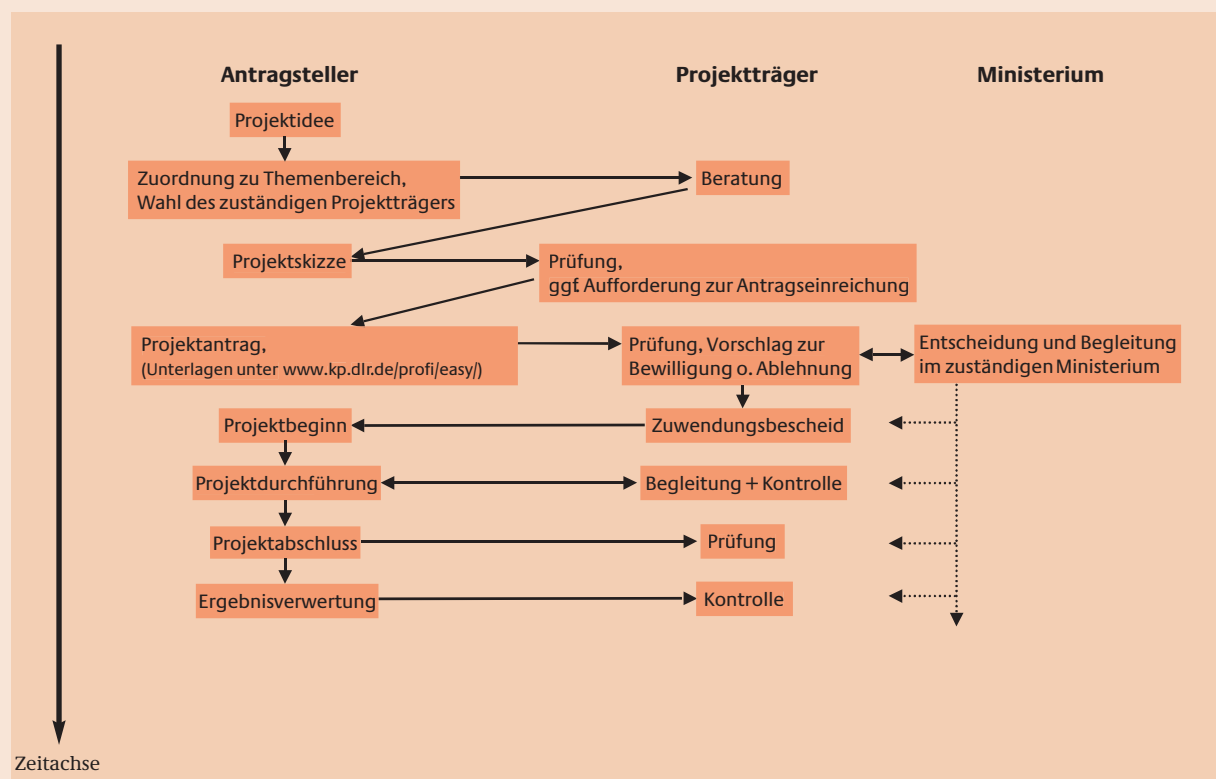 Antragsteller
Projektträger
Ministerium
Projektidee
Zuordnung zu Themenbereich,
Wahl des zuständigen Projektträgers
Beratung
Projektskizze
Prüfung,
ggf. Aufforderung zur Antragseinreichung
Projektantrag,
(Unterlagen unter www.kp.dlr.de/profi/easy/)
Prüfung, Vorschlag zur
Bewilligung o. Ablehnung
Entscheidung und Begleitung
im zuständigen Ministerium
Projektbeginn
Zuwendungsbescheid
Projektdurchführung
Begleitung + Kontrolle
Projektabschluss
Prüfung
Ergebnisverwertung
Kontrolle
Zeitachse